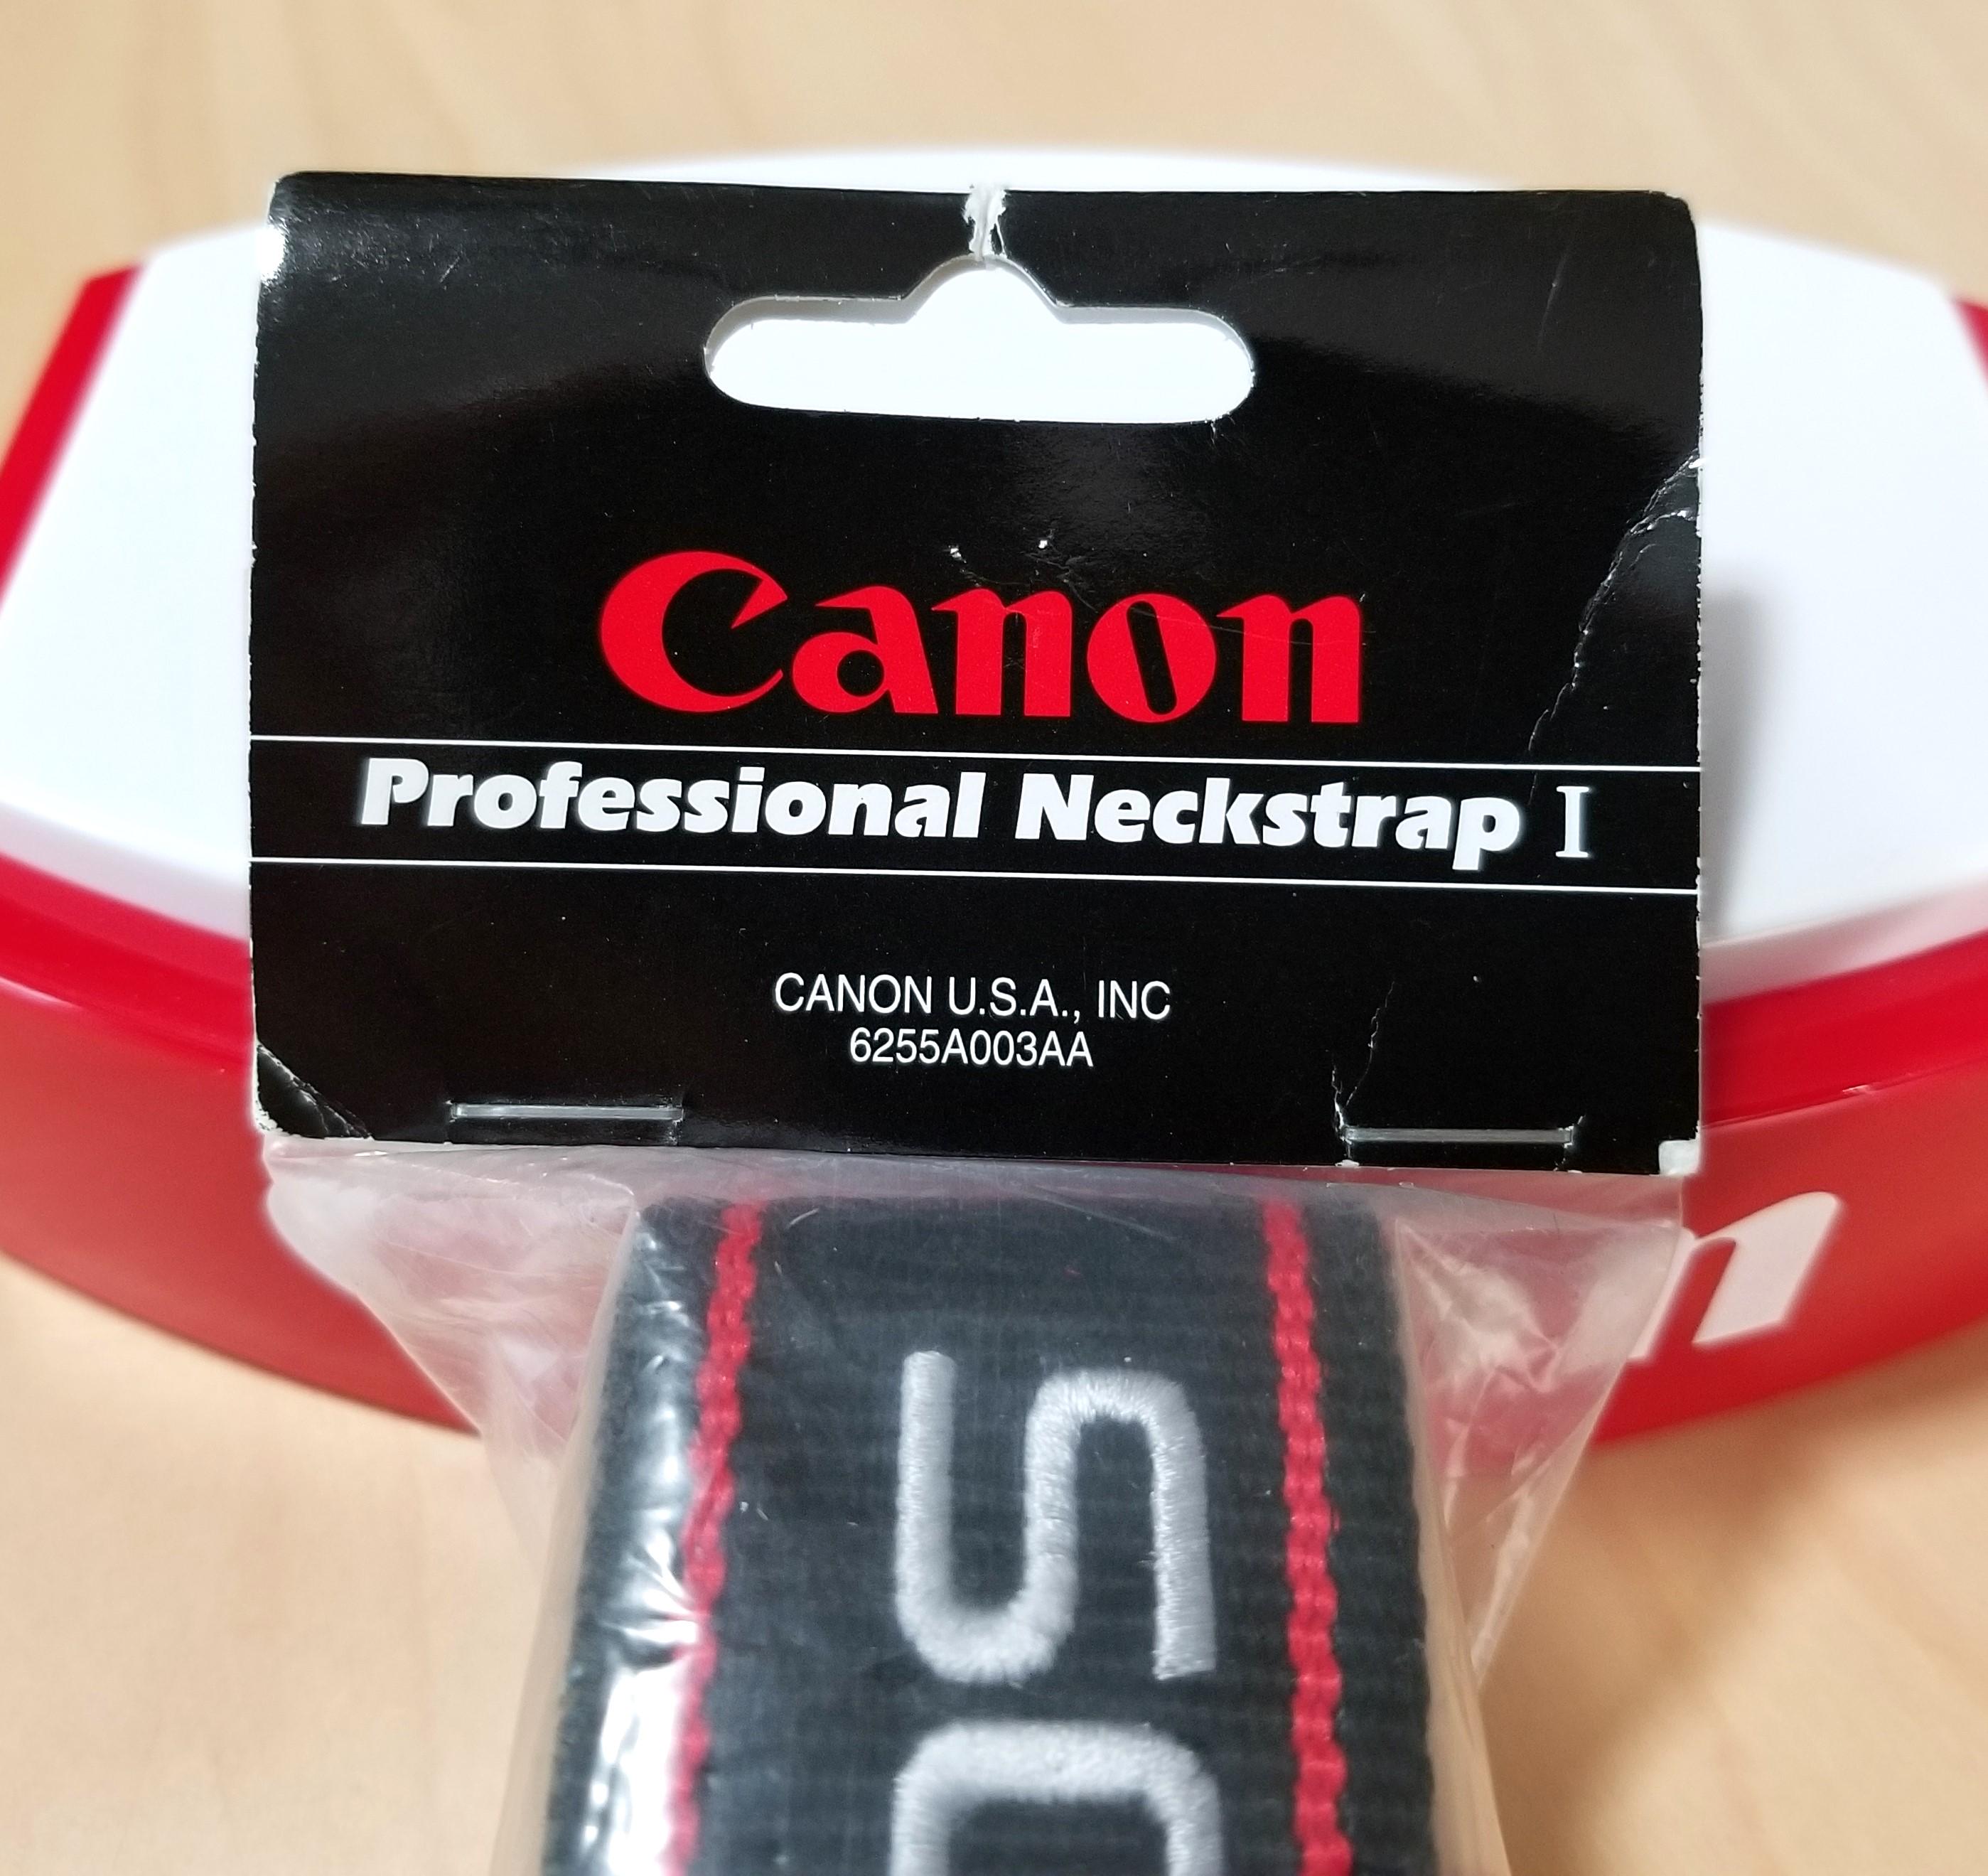 Canon
Professional Neckstrap I
CANON U.S.A., INC
6255A003AA
n
S